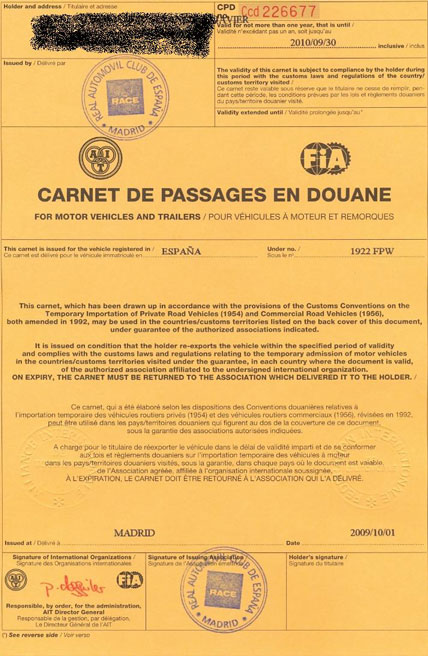 Holder and address / Titulaire et adresse
CPD Ccd 226677
VIER
Valid for not more than one year, that is until /
Validité n'excédant pas un an, soit jusqu'au
2010/09/30 inclusive / inclus
Issued by / Délivré par
REAL AUTOMOVIL CLUB DE ESPAÑA
RACE
• MADRID •
The validity of this carnet is subject to compliance by the holder during
this period with the customs laws and regulations of the country/
customs territory visited /
Ce carnet reste valable sous réserve que le titulaire ne cesse de remplir, pen-
dant cette période, les conditions prévues par les lois et règlements douaniers
du pays/territoire douanier visité.
Validity extended until / Validité prolongée jusqu'au*
AIT
FiA
CARNET DE PASSAGES EN DOUANE
FOR MOTOR VEHICLES AND TRAILERS / POUR VÉHICULES À MOTEUR ET REMORQUES
This carnet is issued for the vehicle registered in / ESPAÑA Under no. / 1922 FPW
Ce carnet est délivré pour le véhicule immatriculé en Sous le nº
This carnet, which has been drawn up in accordance with the provisions of the Customs Conventions on the
Temporary Importation of Private Road Vehicles (1954) and Commercial Road Vehicles (1956),
both amended in 1992, may be used in the countries/customs territories listed on the back cover of this document,
under guarantee of the authorized associations indicated.
It is issued on condition that the holder re-exports the vehicle within the specified period of validity
and complies with the customs laws and regulations relating to the temporary admission of motor vehicles
in the countries/customs territories visited under the guarantee, in each country where the document is valid,
of the authorized association affiliated to the undersigned international organization.
ON EXPIRY, THE CARNET MUST BE RETURNED TO THE ASSOCIATION WHICH DELIVERED IT TO THE HOLDER. /
Ce carnet, qui a été élaboré selon les dispositions des Conventions douanières relatives à
l'importation temporaire des véhicules routiers privés (1954) et des véhicules routiers commerciaux (1956), révisées en 1992,
peut être utilisé dans les pays/territoires douaniers qui figurent au dos de la couverture de ce document,
sous la garantie des associations autorisées indiquées.
A charge pour le titulaire de réexporter le véhicule dans le délai de validité imparti et de se conformer
aux lois et règlements douaniers sur l'importation temporaire des véhicules à moteur
dans les pays/territoires douaniers visités, sous la garantie, dans chaque pays où le document est valable,
de l'Association agréée, affiliée à l'organisation internationale soussignée,
À L'EXPIRATION, LE CARNET DOIT ÊTRE RETOURNÉ À L'ASSOCIATION QUI L'A DÉLIVRÉ.
Issued at / Délivré à MADRID Date 2009/10/01
Signature of International Organizations /
Signature des Organisations internationales
AIT
FiA
Responsible, by order, for the administration,
AIT Director General
Responsable de la gestion, par délégation,
Le Directeur Général de l'AIT
Signature of Issuing Association /
Signature de l'Association émettrice
REAL AUTOMOVIL CLUB DE ESPAÑA
RACE
• MADRID •
Holder's signature /
Signature du titulaire
(*) See reverse side / Voir verso